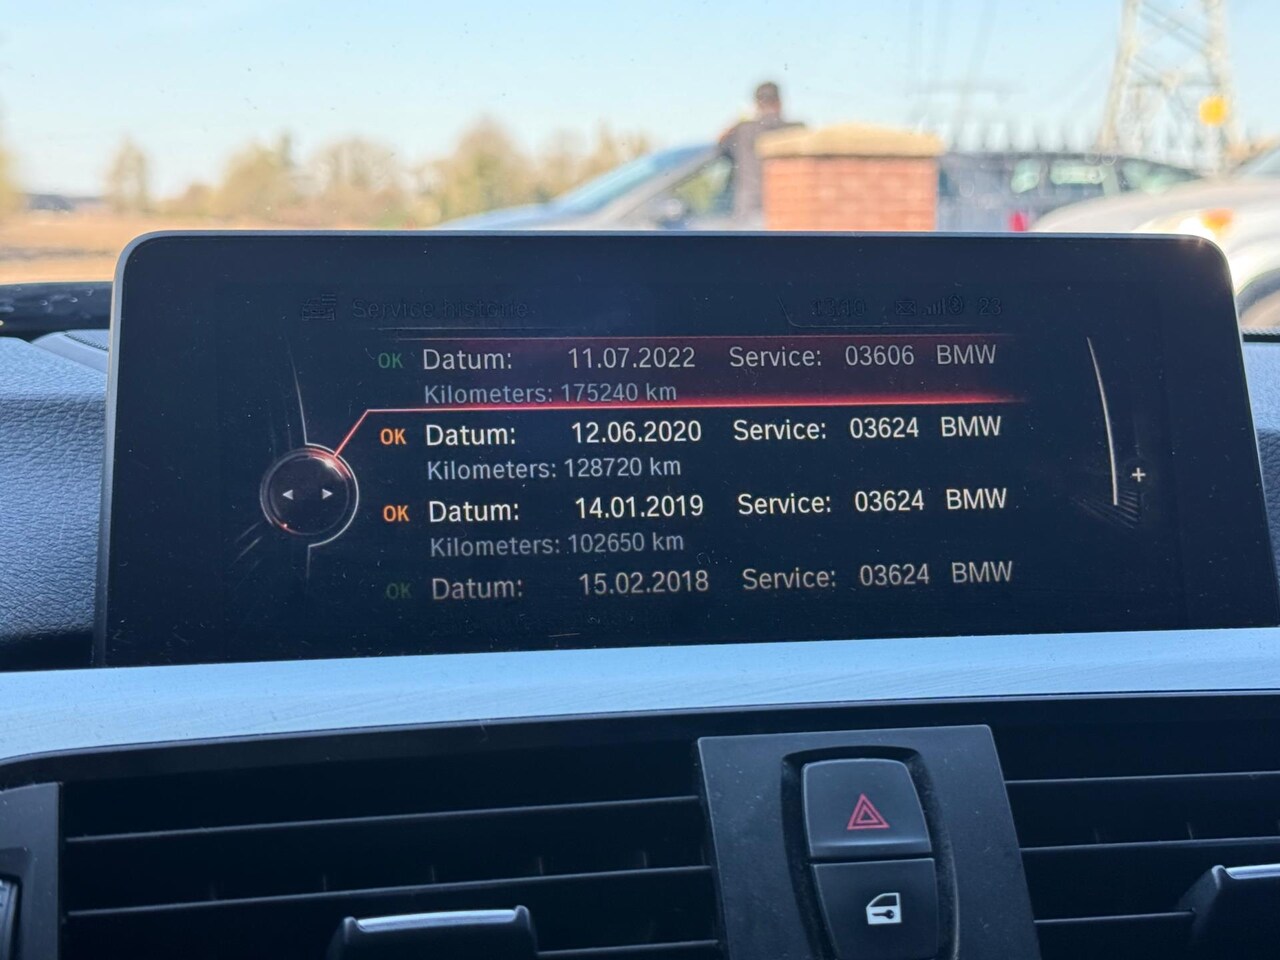 Service histoire
OK Datum: 11.07.2022 Service: 03606 BMW
Kilometers: 175240 km
OK Datum: 12.06.2020 Service: 03624 BMW
Kilometers: 128720 km
OK Datum: 14.01.2019 Service: 03624 BMW
Kilometers: 102650 km
OK Datum: 15.02.2018 Service: 03624 BMW